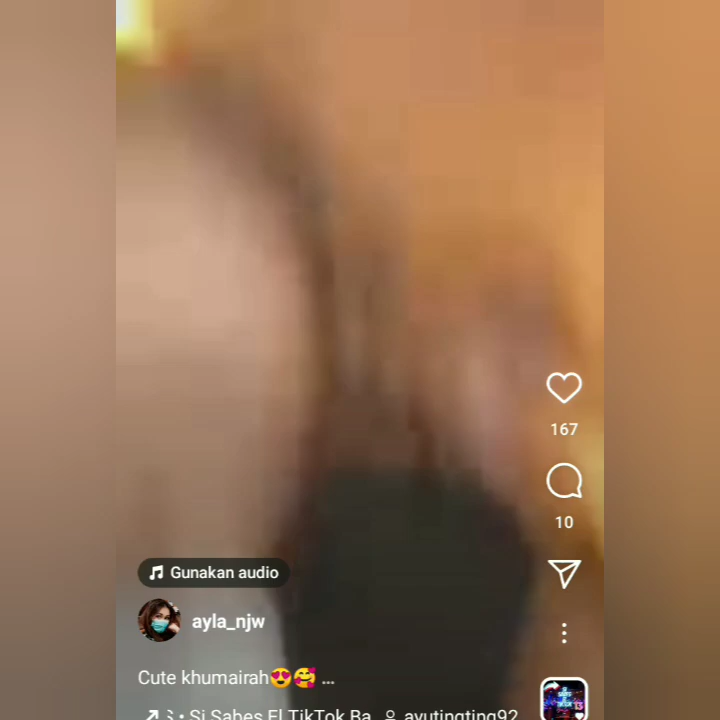 167
10
Gunakan audio
ayla_njw
Cute khumairah😍🥰 ...
Si Sabes El TikTok Ba
ayutingting92